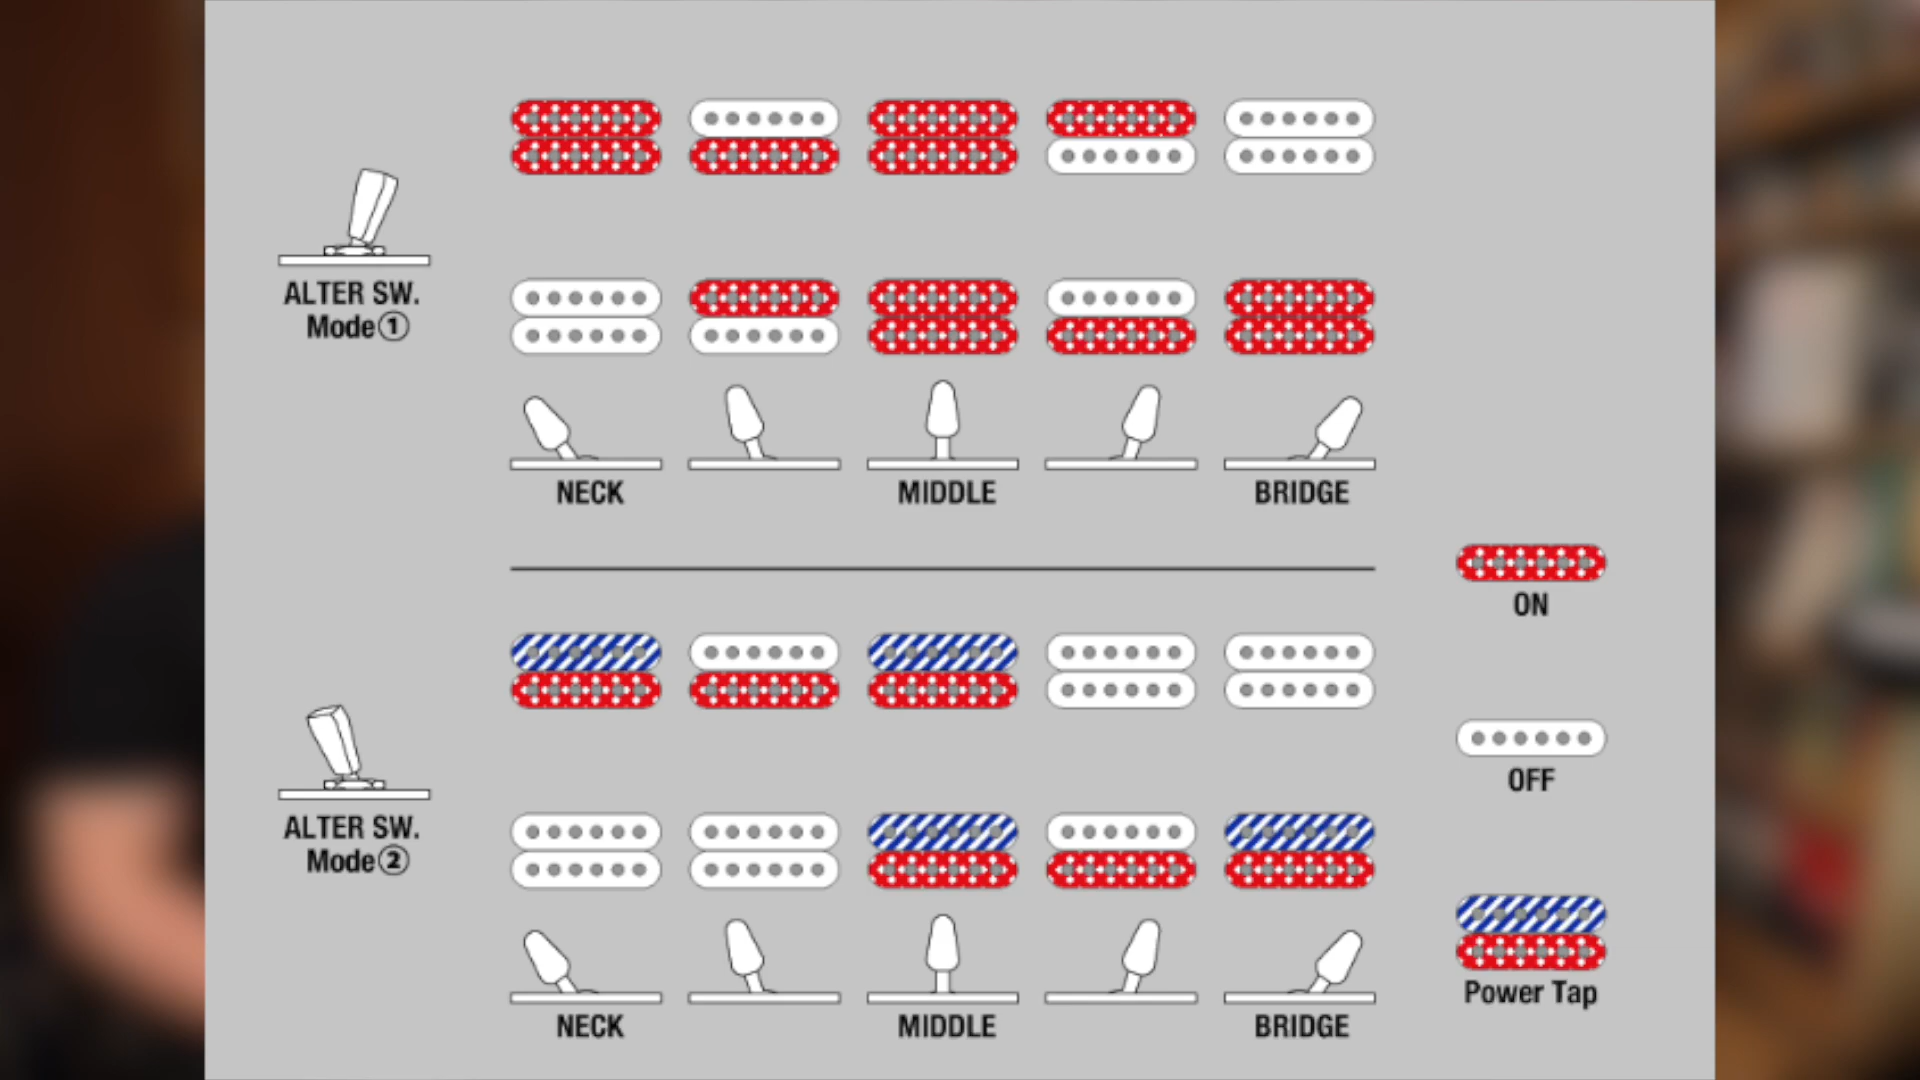 ALTER SW.
Mode①
NECK
MIDDLE
BRIDGE
ON
OFF
ALTER SW.
Mode②
Power Tap
NECK
MIDDLE
BRIDGE